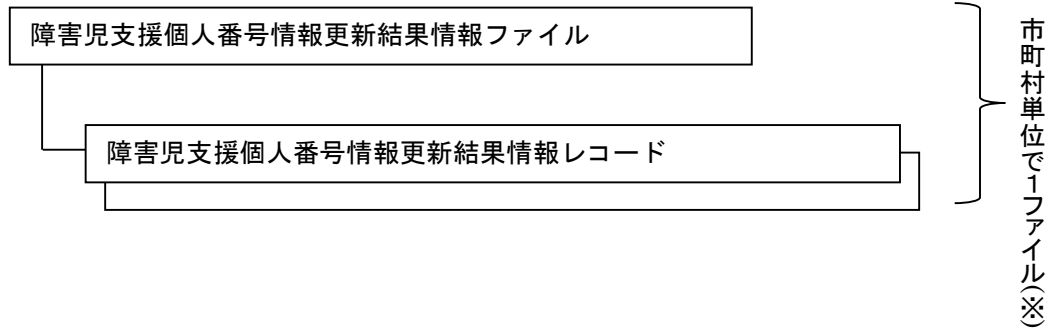 障害児支援個人番号情報更新結果情報ファイル
障害児支援個人番号情報更新結果情報レコード
市町村単位で1ファイル(※)